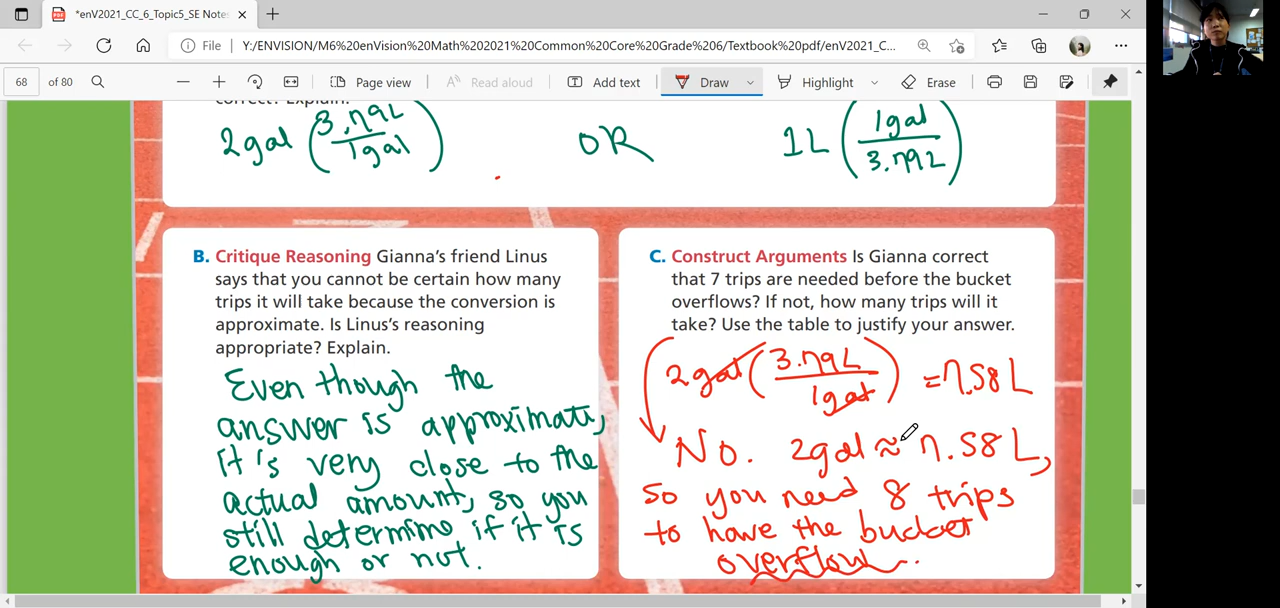 *enV2021_CC_6_Topic5_SE Note
File
Y:/ENVISION/M6%20enVision%20Math%202021%20Common%20Core%20Grade%206/Textbook%20pdf/enV2021_C...
68 of 80
Page view
Read aloud
Add text
Draw
Highlight
Erase
correct? Explain.
2gal (3.79L / 1gal) OR 1L (1gal / 3.79L)
B. Critique Reasoning Gianna's friend Linus
says that you cannot be certain how many
trips it will take because the conversion is
approximate. Is Linus's reasoning
appropriate? Explain.
Even though the
answer is approximate,
it's very close to the
actual amount, so you
still determine if it is
enough or not.
C. Construct Arguments Is Gianna correct
that 7 trips are needed before the bucket
overflows? If not, how many trips will it
take? Use the table to justify your answer.
2gal (3.79L / 1gal) = 7.58 L
No. 2gal ≈ 7.58 L,
so you need 8 trips
to have the bucket
overflow.